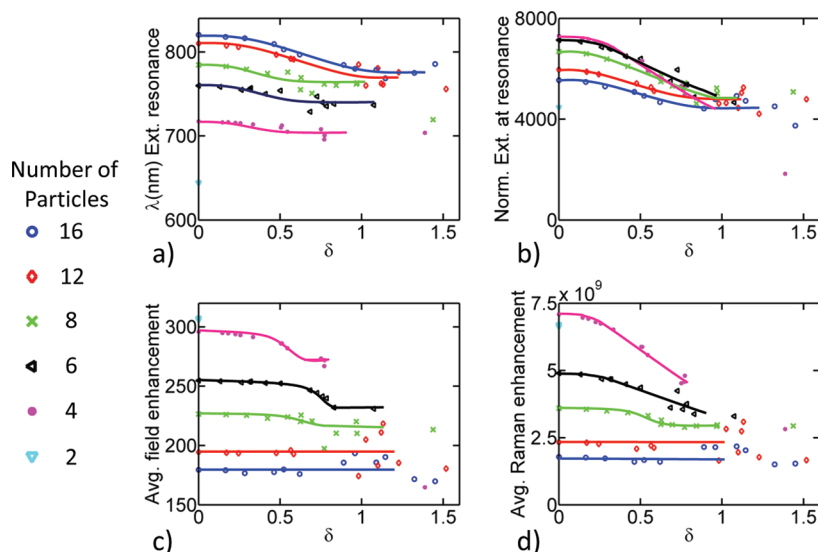 Number of
Particles
16
12
8
6
4
2
λ(nm) Ext. resonance
800
700
600
0
0.5
1
1.5
δ
a)
Norm. Ext. at resonance
8000
4000
0
0
0.5
1
1.5
δ
b)
Avg. field enhancement
300
250
200
150
0
0.5
1
1.5
δ
c)
Avg. Raman enhancement
7.5 x 10⁹
5
2.5
0
0
0.5
1
1.5
δ
d)